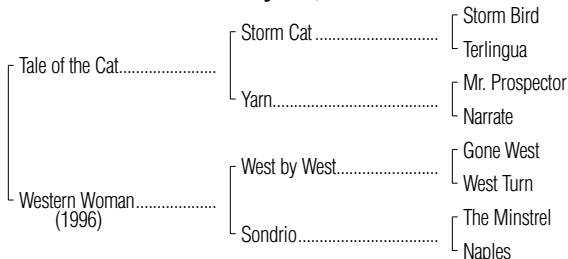 Storm Bird
Storm Cat
Terlingua
Tale of the Cat
Mr. Prospector
Yarn
Narrate
Gone West
West by West
West Turn
Western Woman
(1996)
The Minstrel
Sondrio
Naples